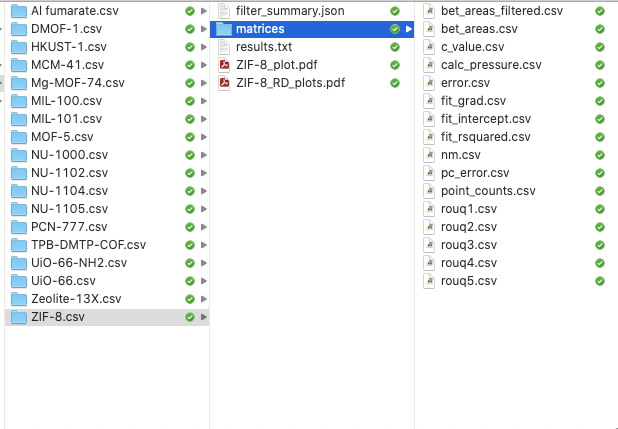 Al fumarate.csv
DMOF-1.csv
HKUST-1.csv
MCM-41.csv
Mg-MOF-74.csv
MIL-100.csv
MIL-101.csv
MOF-5.csv
NU-1000.csv
NU-1102.csv
NU-1104.csv
NU-1105.csv
PCN-777.csv
TPB-DMTP-COF.csv
UiO-66-NH2.csv
UiO-66.csv
Zeolite-13X.csv
ZIF-8.csv
filter_summary.json
matrices
results.txt
ZIF-8_plot.pdf
ZIF-8_RD_plots.pdf
bet_areas_filtered.csv
bet_areas.csv
c_value.csv
calc_pressure.csv
error.csv
fit_grad.csv
fit_intercept.csv
fit_rsquared.csv
nm.csv
pc_error.csv
point_counts.csv
rouq1.csv
rouq2.csv
rouq3.csv
rouq4.csv
rouq5.csv